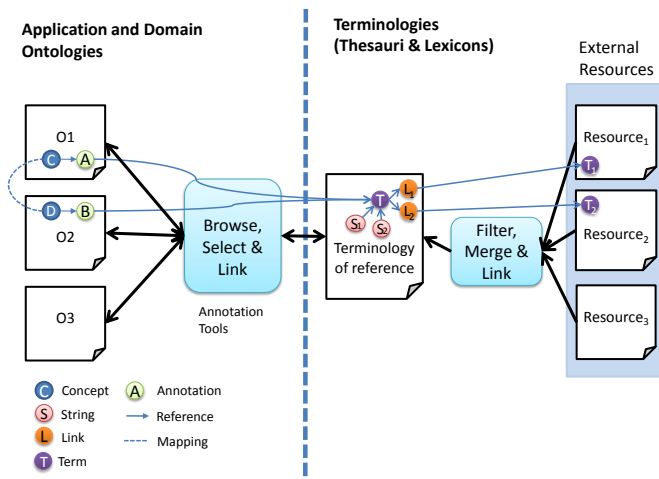 Application and Domain
Ontologies
Terminologies
(Thesauri & Lexicons)
External
Resources
O1
C
A
D
B
O2
O3
Browse,
Select &
Link
Annotation
Tools
T
L1
L2
S1
S2
Terminology
of reference
Filter,
Merge &
Link
Resource1
T1
T2
Resource2
Resource3
C Concept
A Annotation
S String
Reference
L Link
Mapping
T Term